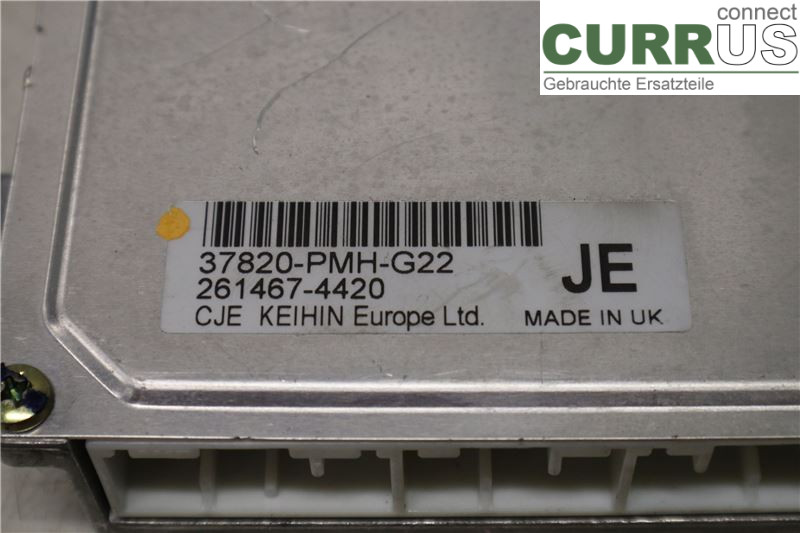 connect
CURRUS
Gebrauchte Ersatzteile
37820-PMH-G22
261467-4420
CJE KEIHIN Europe Ltd.
JE
MADE IN UK